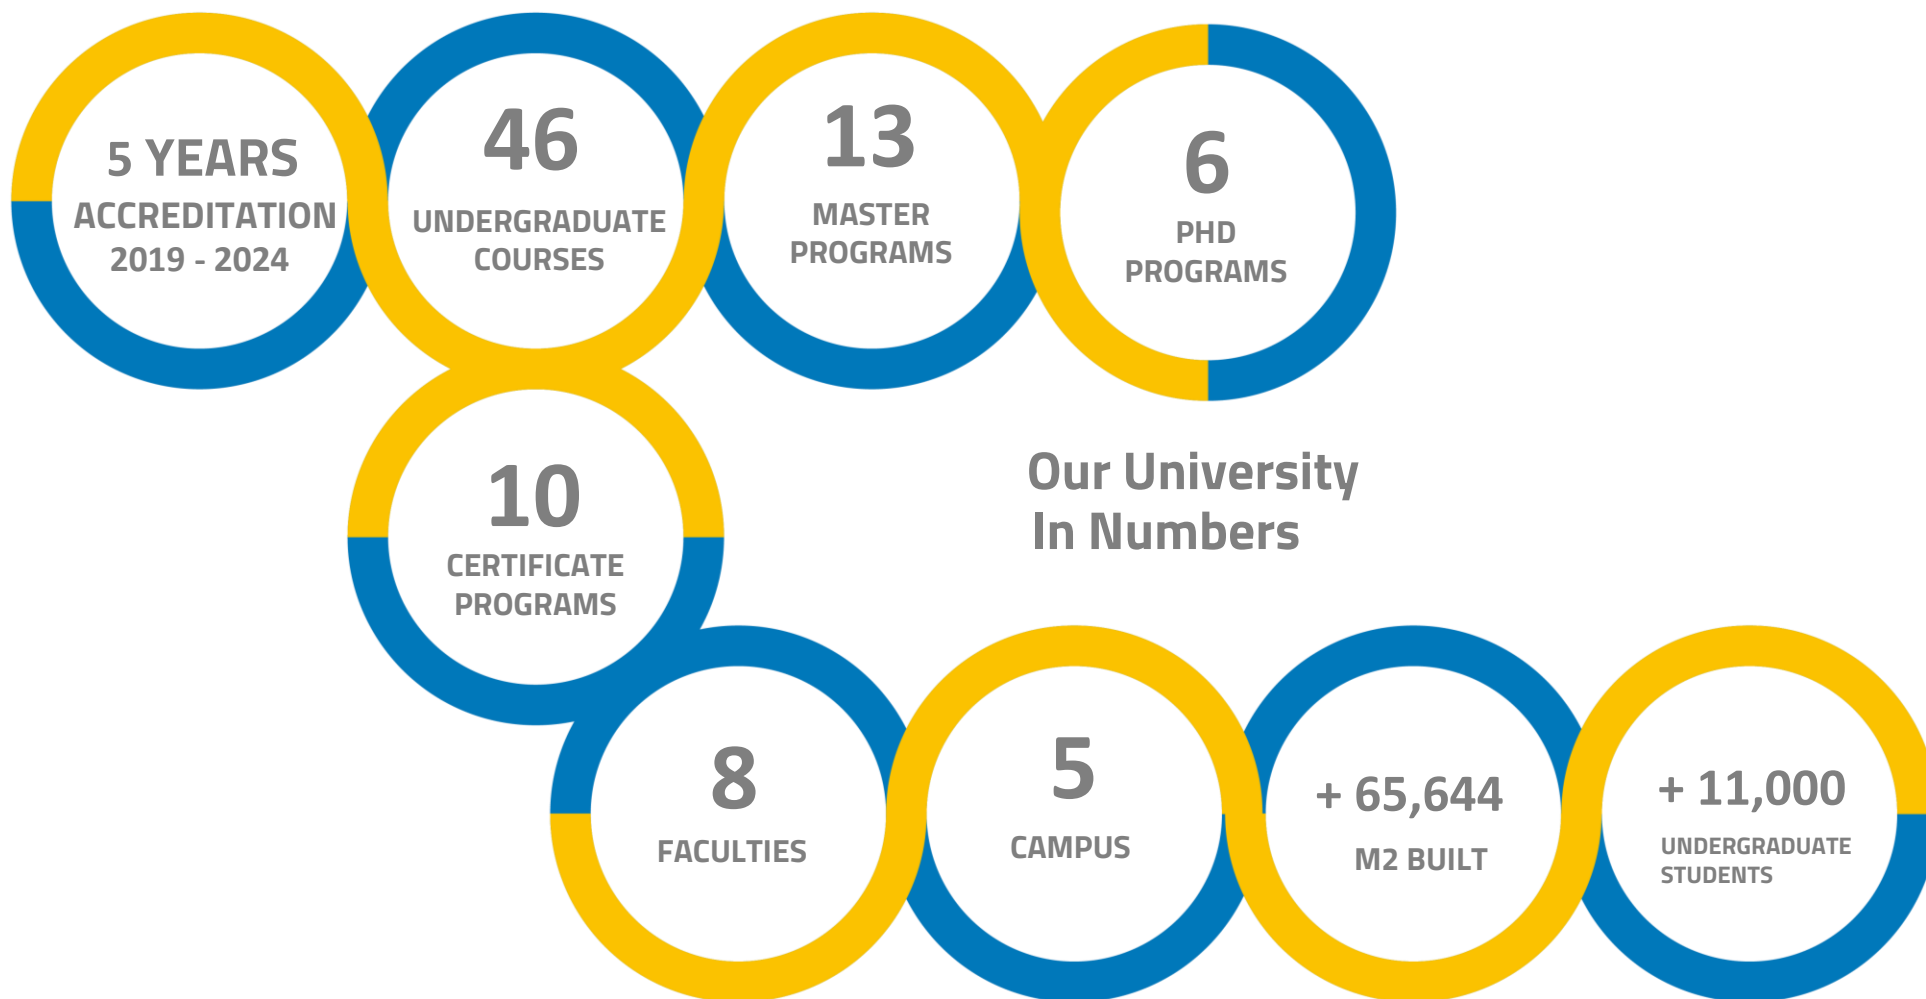 5 YEARS
ACCREDITATION
2019 - 2024
46
UNDERGRADUATE
COURSES
13
MASTER
PROGRAMS
6
PHD
PROGRAMS
10
CERTIFICATE
PROGRAMS
Our University
In Numbers
8
FACULTIES
5
CAMPUS
+ 65,644
M2 BUILT
+ 11,000
UNDERGRADUATE
STUDENTS